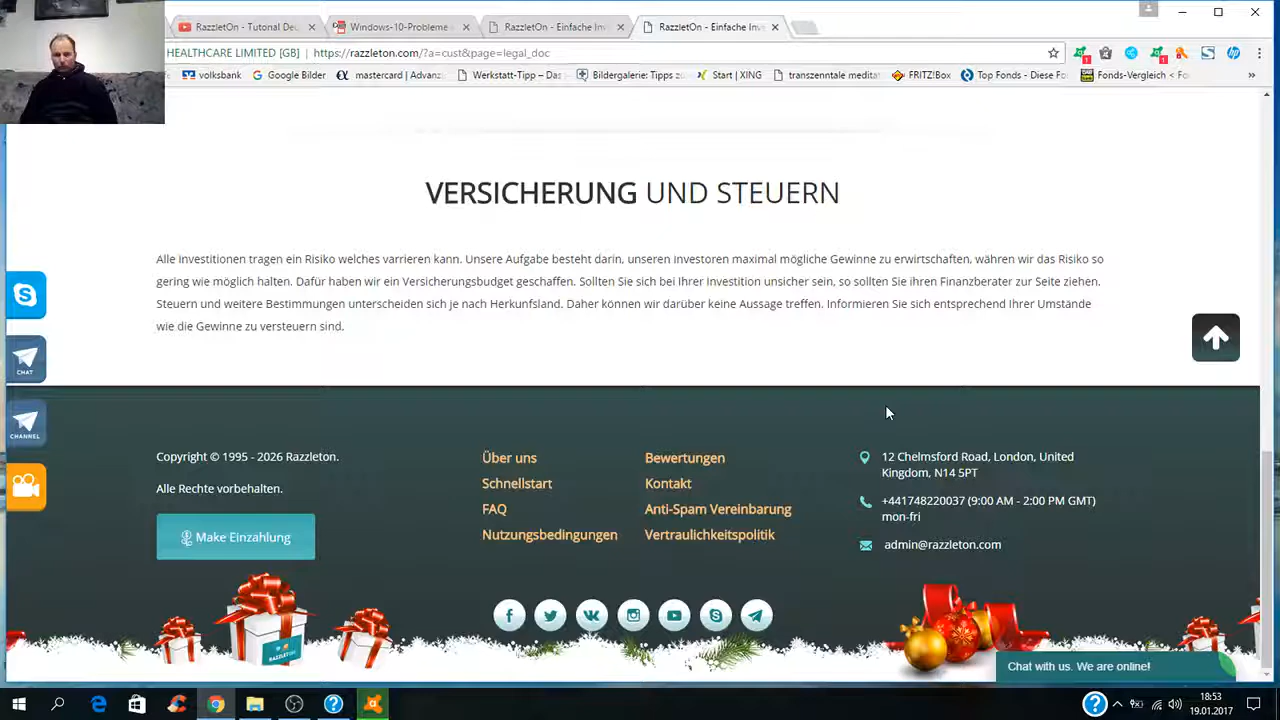 RazzletOn - Tutonal Deu
Windows-10-Probleme
RazzletOn - Einfache Inv
RazzletOn - Einfache Inv
HEALTHCARE LIMITED [GB]
https://razzleton.com/?a=cust&page=legal_doc
volksbank
Google Bilder
mastercard | Advanz
Werkstatt-Tipp – Das
Bildergalerie: Tipps zu
Start | XING
transzentale meditat
FRITZ!Box
Top Fonds - Diese Fo
Fonds-Vergleich < Fo
»
VERSICHERUNG UND STEUERN
Alle investitionen tragen ein Risiko welches varrieren kann. Unsere Aufgabe besteht darin, unseren investoren maximal mögliche Gewinne zu erwirtschaften, währen wir das Risiko so
gering wie möglich halten. Dafür haben wir ein Versicherungsbudget geschaffen. Sollten Sie sich bei Ihrer Investition unsicher sein, so sollten Sie ihren Finanzberater zur Seite ziehen.
Steuern und weitere Bestimmungen unterscheiden sich je nach Herkunfsland. Daher können wir darüber keine Aussage treffen. Informieren Sie sich entsprechend Ihrer Umstände
wie die Gewinne zu versteuern sind.
CHAT
CHANNEL
Copyright © 1995 - 2026 Razzleton.
Alle Rechte vorbehalten.
Make Einzahlung
Über uns
Schnellstart
FAQ
Nutzungsbedingungen
Bewertungen
Kontakt
Anti-Spam Vereinbarung
Vertraulichkeitspolitik
12 Chelmsford Road, London, United
Kingdom, N14 5PT
+441748220037 (9:00 AM - 2:00 PM GMT)
mon-fri
admin@razzleton.com
RAZZLETON
Chat with us. We are online!
18:53
19.01.2017